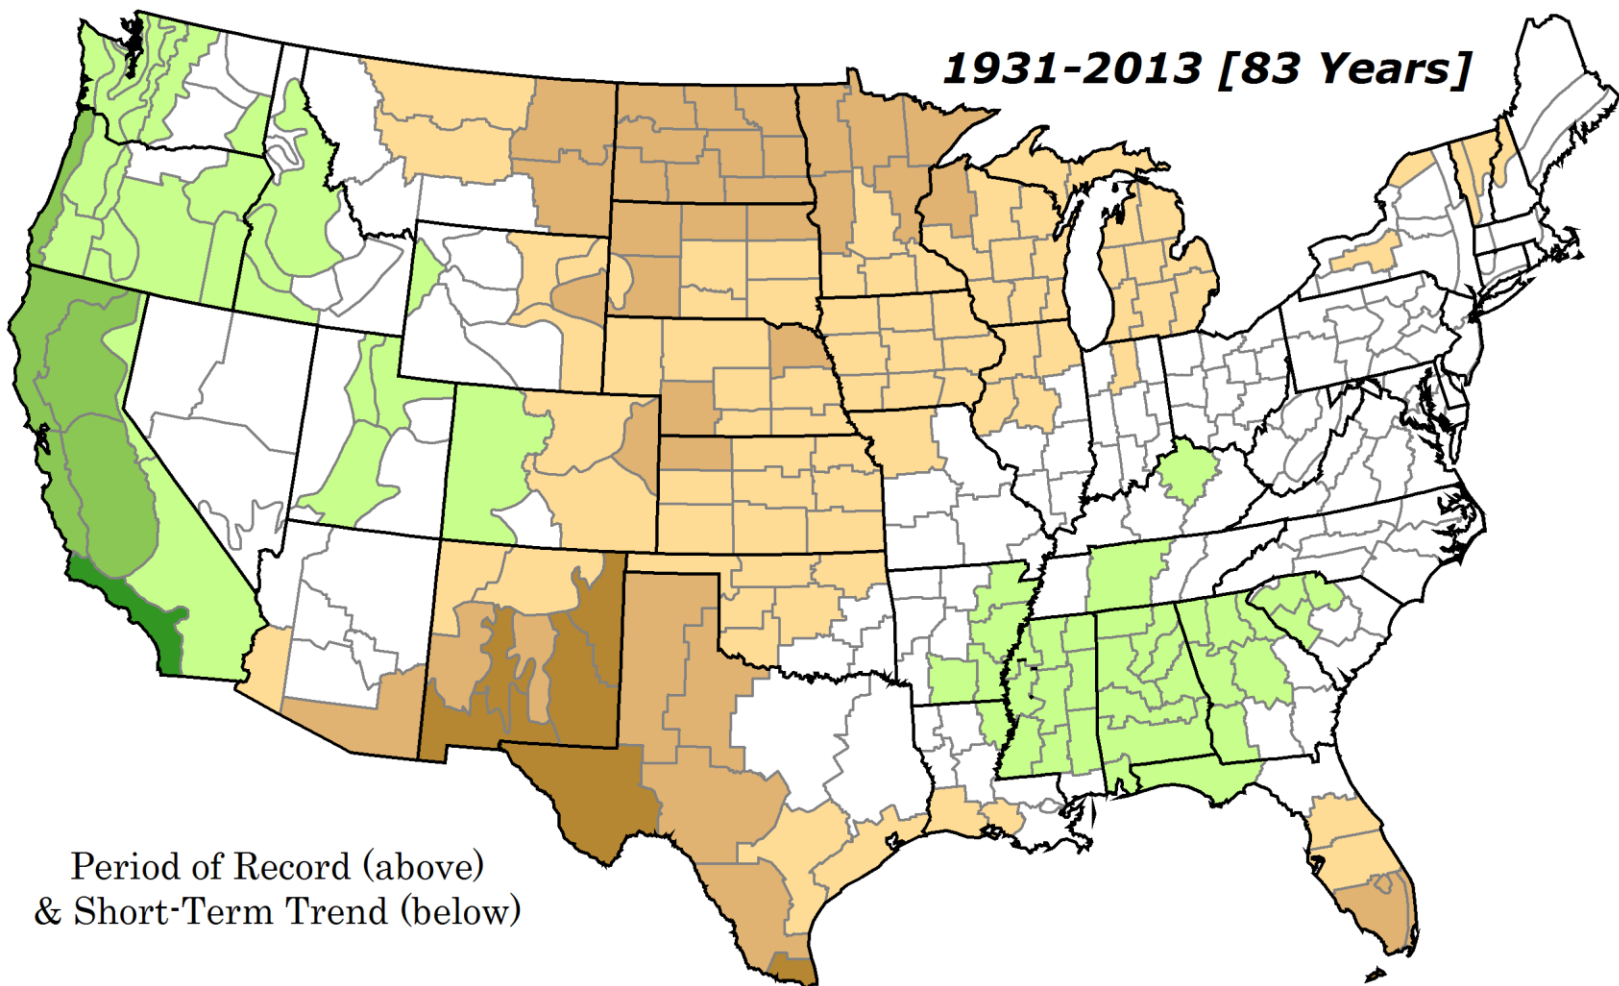 1931-2013 [83 Years]
Period of Record (above)
& Short-Term Trend (below)